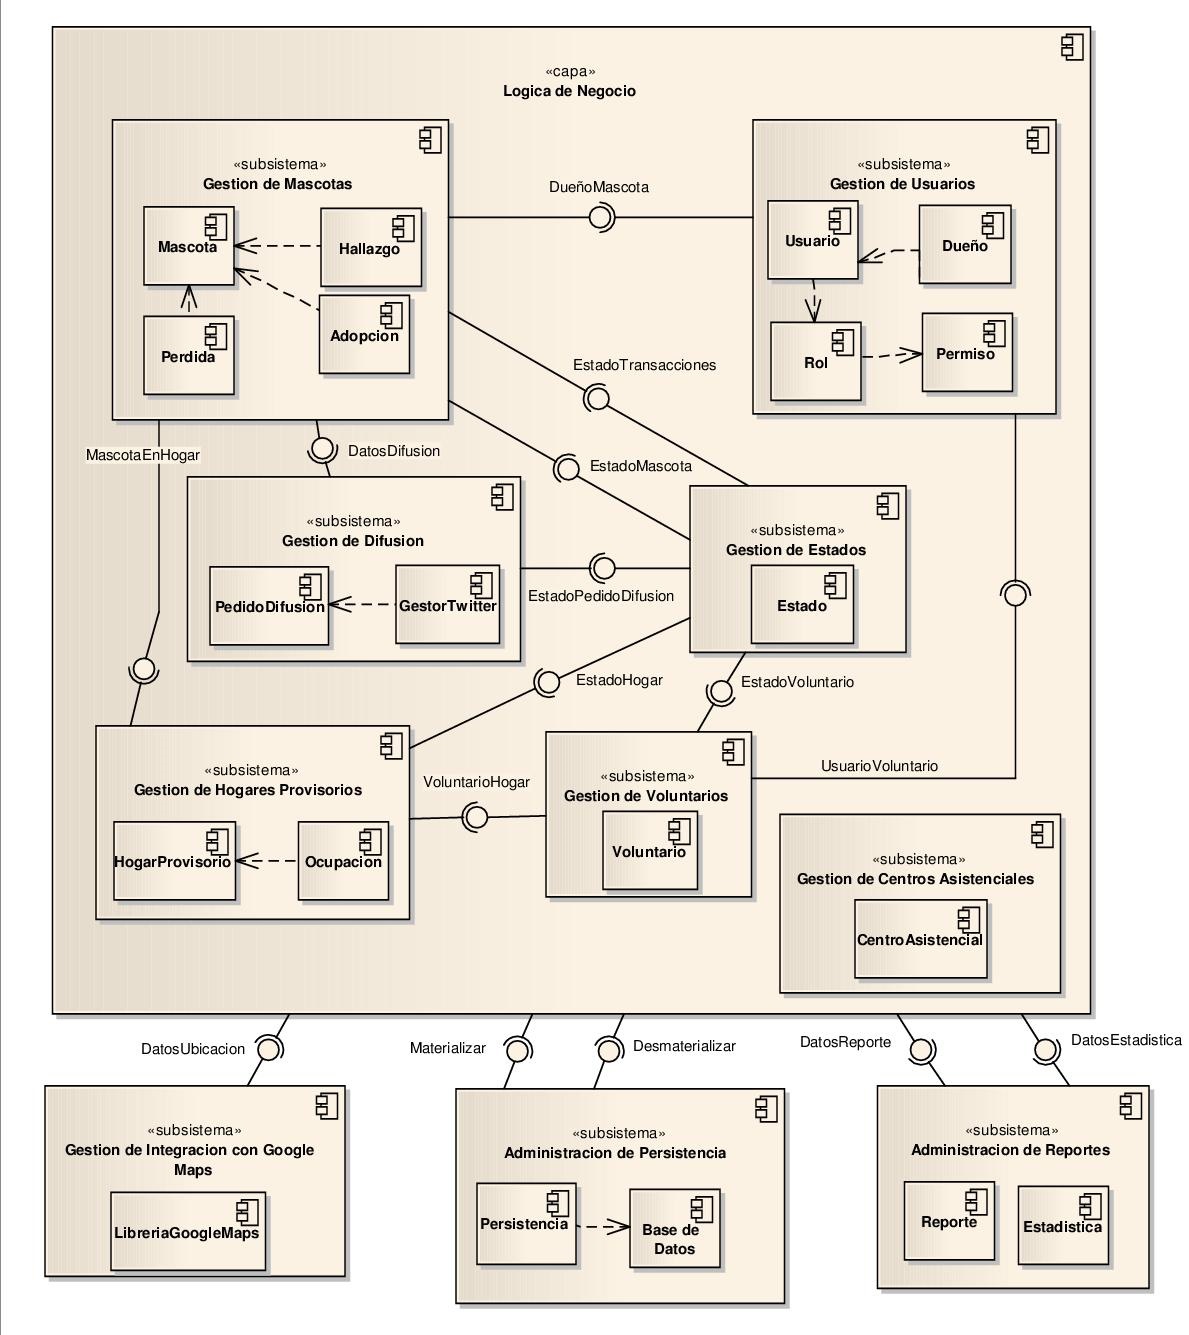 «capa»
Logica de Negocio
«subsistema»
Gestion de Mascotas
Mascota
Hallazgo
Perdida
Adopcion
DueñoMascota
«subsistema»
Gestion de Usuarios
Usuario
Dueño
Rol
Permiso
EstadoTransacciones
MascotaEnHogar
DatosDifusion
EstadoMascota
«subsistema»
Gestion de Difusion
PedidoDifusion
GestorTwitter
EstadoPedidoDifusion
«subsistema»
Gestion de Estados
Estado
EstadoHogar
EstadoVoluntario
UsuarioVoluntario
«subsistema»
Gestion de Hogares Provisorios
HogarProvisorio
Ocupacion
VoluntarioHogar
«subsistema»
Gestion de Voluntarios
Voluntario
«subsistema»
Gestion de Centros Asistenciales
CentroAsistencial
DatosUbicacion
Materializar
Desmaterializar
DatosReporte
DatosEstadistica
«subsistema»
Gestion de Integracion con Google
Maps
LibreriaGoogleMaps
«subsistema»
Administracion de Persistencia
Persistencia
Base de
Datos
«subsistema»
Administracion de Reportes
Reporte
Estadistica